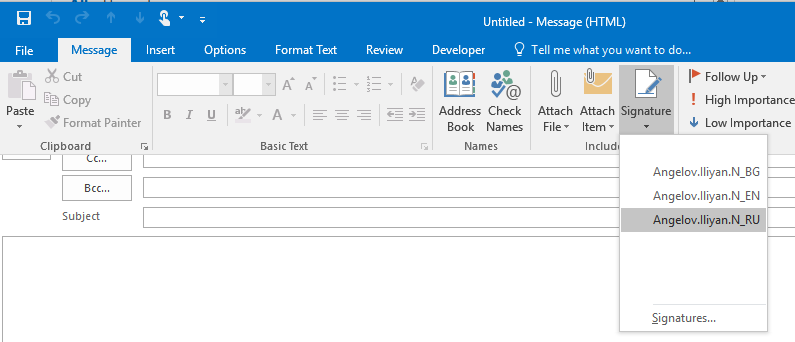 Untitled - Message (HTML)
File Message Insert Options Format Text Review Developer Tell me what you want to do...
Paste
Cut
Copy
Format Painter
Clipboard
B I U
A
Basic Text
Address Book
Check Names
Names
Attach File
Attach Item
Signature
Include
Follow Up
High Importance
Low Importance
Angelov.Iliyan.N_BG
Angelov.Iliyan.N_EN
Angelov.Iliyan.N_RU
Signatures...
Cc...
Bcc...
Subject